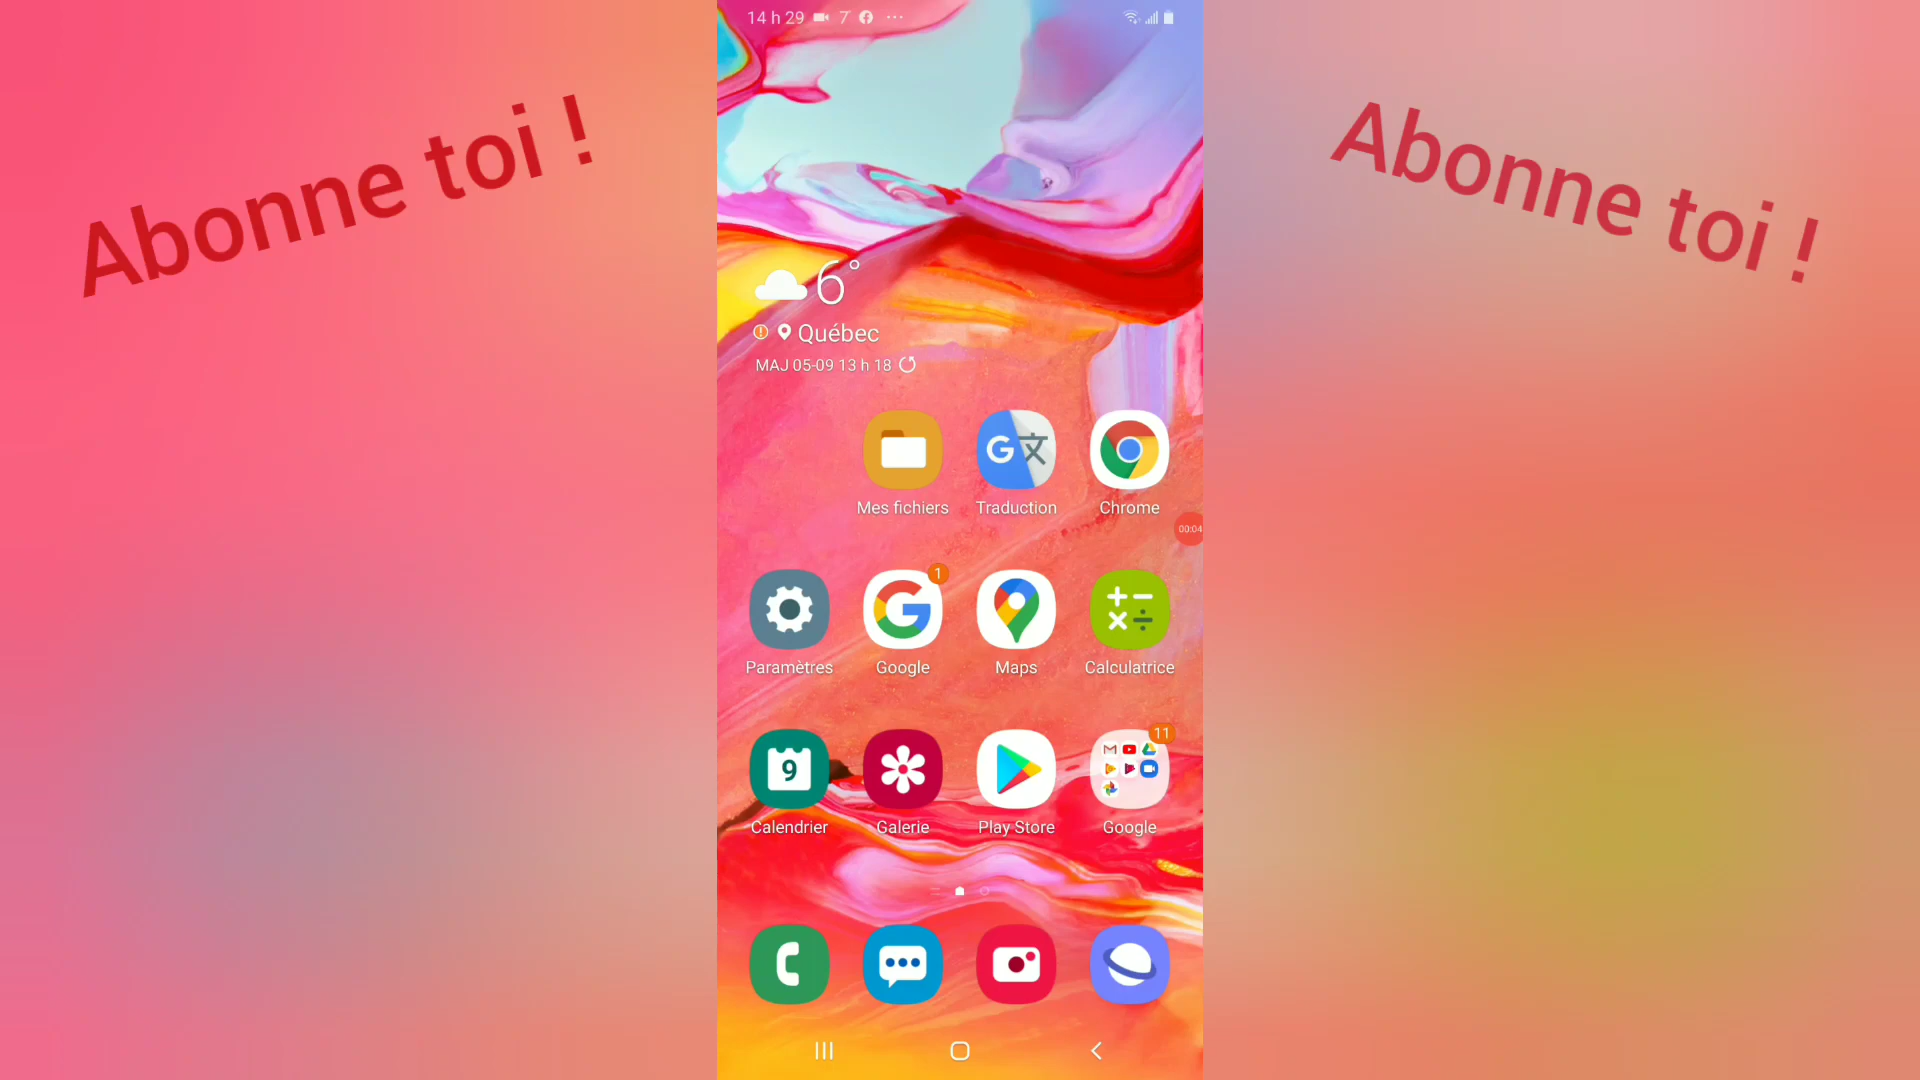 14 h 29 7
Abonne toi !
Abonne toi !
6°
Québec
MAJ 05-09 13 h 18
Mes fichiers Traduction Chrome
00:04
1
Paramètres Google Maps Calculatrice
11
9
Calendrier Galerie Play Store Google